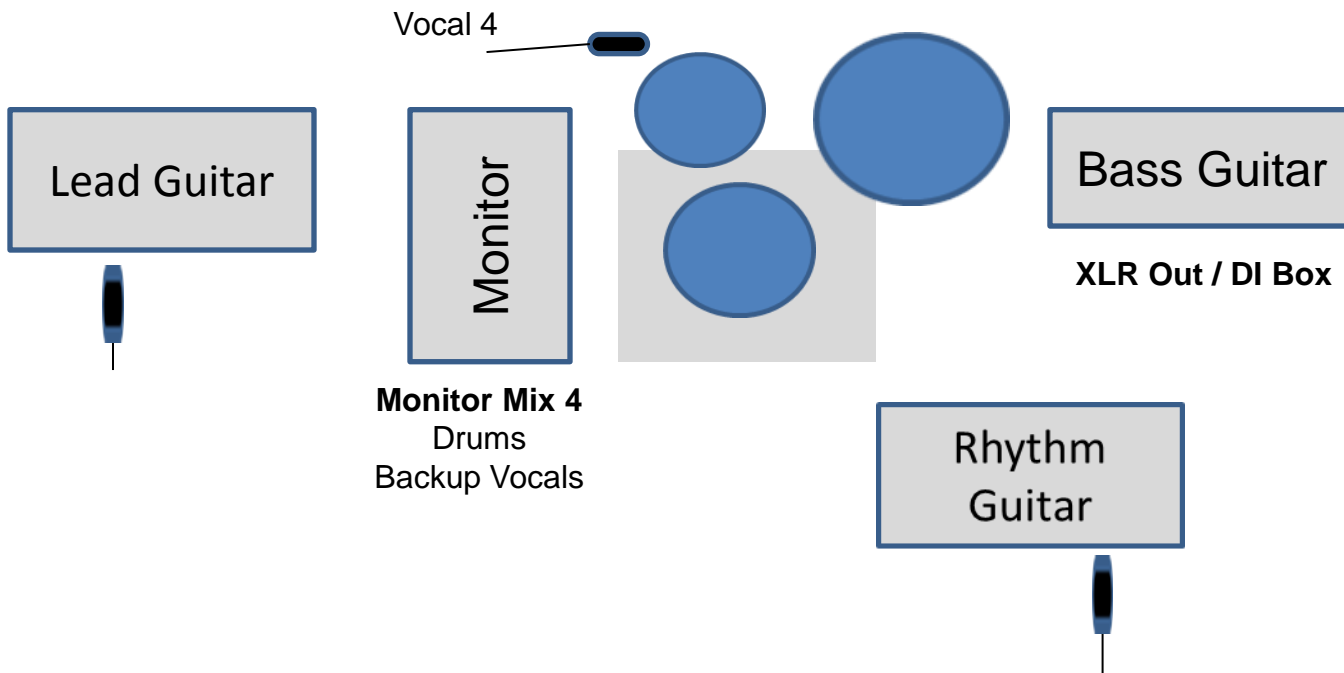 Vocal 4
Lead Guitar
Monitor
Bass Guitar
XLR Out / DI Box
Monitor Mix 4
Drums
Backup Vocals
Rhythm
Guitar